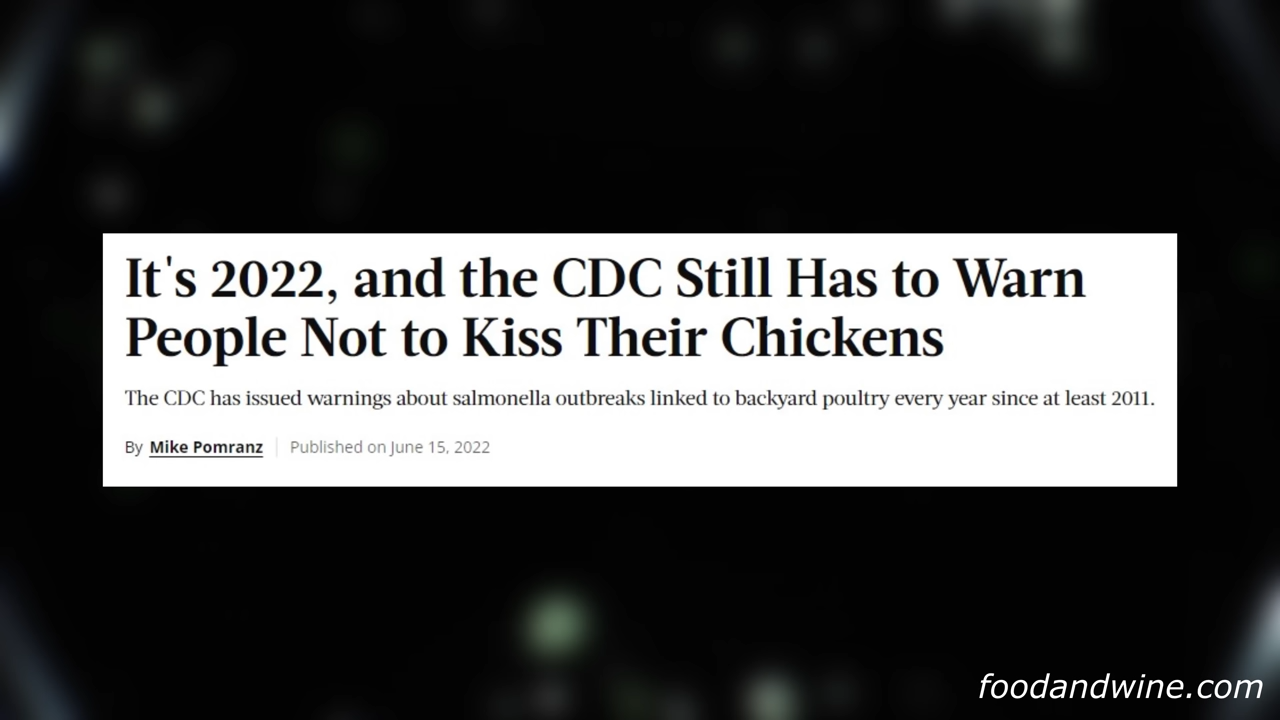 It's 2022, and the CDC Still Has to Warn
People Not to Kiss Their Chickens
The CDC has issued warnings about salmonella outbreaks linked to backyard poultry every year since at least 2011.
By Mike Pomranz Published on June 15, 2022
foodandwine.com